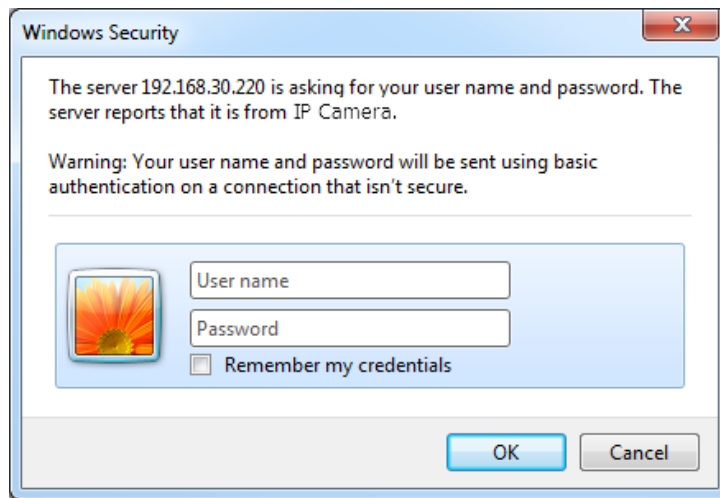 Windows Security
The server 192.168.30.220 is asking for your user name and password. The
server reports that it is from IP Camera.
Warning: Your user name and password will be sent using basic
authentication on a connection that isn't secure.
User name
Password
Remember my credentials
OK Cancel